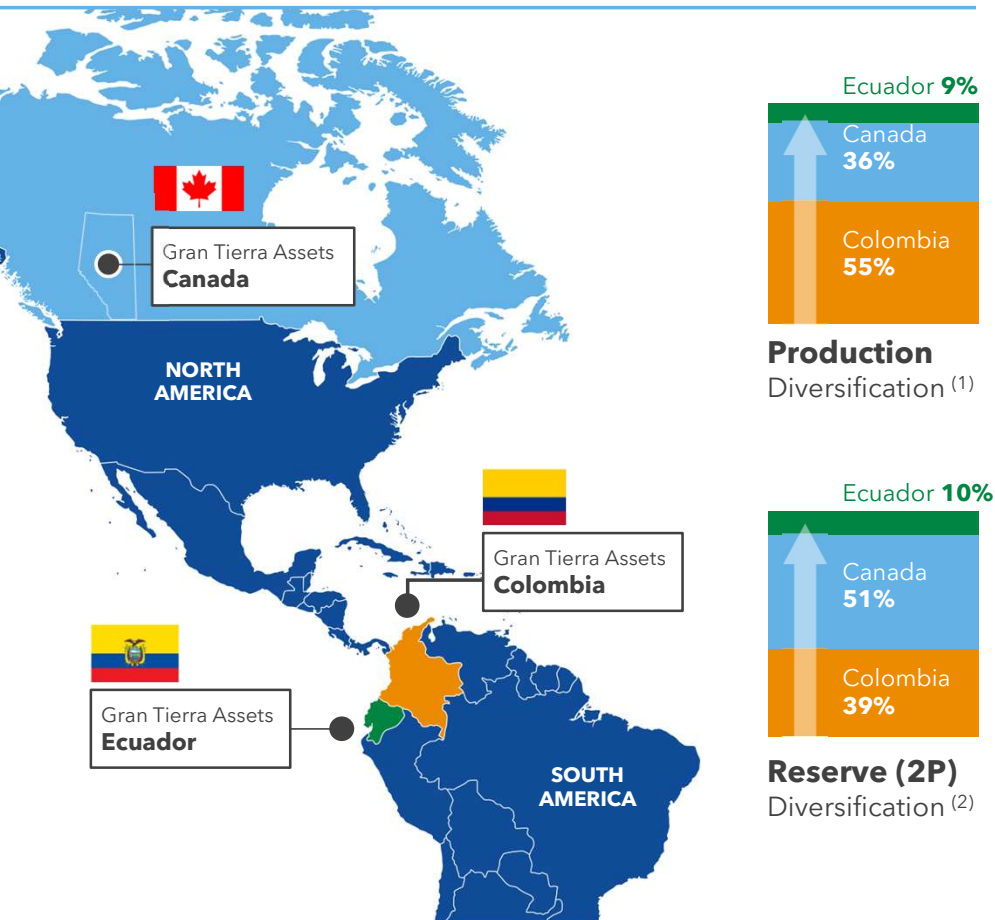 Gran Tierra Assets
Canada
NORTH
AMERICA
Gran Tierra Assets
Colombia
Gran Tierra Assets
Ecuador
SOUTH
AMERICA
Ecuador 9%
Canada
36%
Colombia
55%
Production
Diversification (1)
Ecuador 10%
Canada
51%
Colombia
39%
Reserve (2P)
Diversification (2)